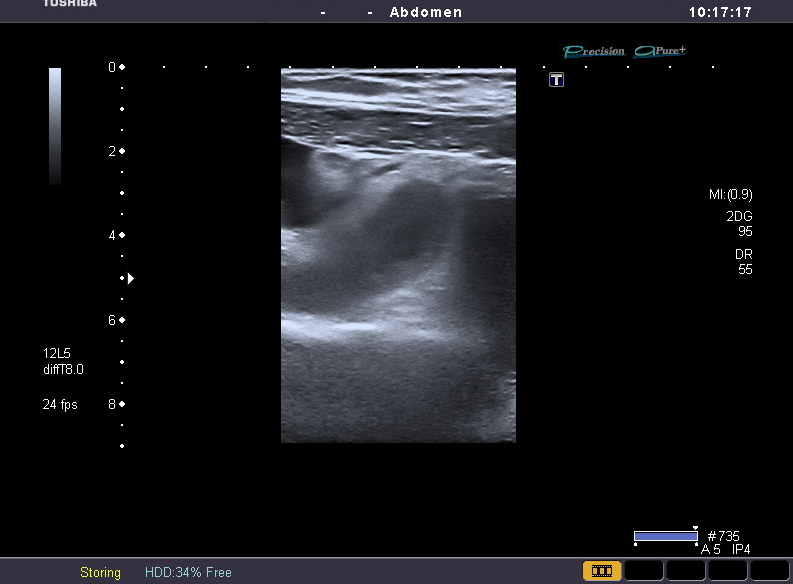 TOSHIBA
- - Abdomen 10:17:17
Precision APure+
T
0
2
4
6
8
MI:(0.9)
2DG
95
DR
55
12L5
diffT8.0
24 fps
#735
A 5 IP4
Storing HDD:34% Free